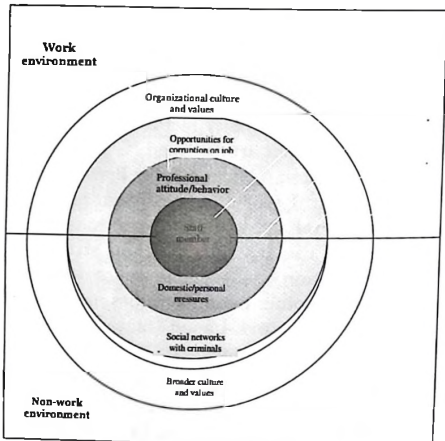 Work
environment
Organizational culture
and values
Opportunities for
corruption on job
Professional
attitude/behavior
Staff
member
Domestic/personal
pressures
Social networks
with criminals
Broader culture
and values
Non-work
environment